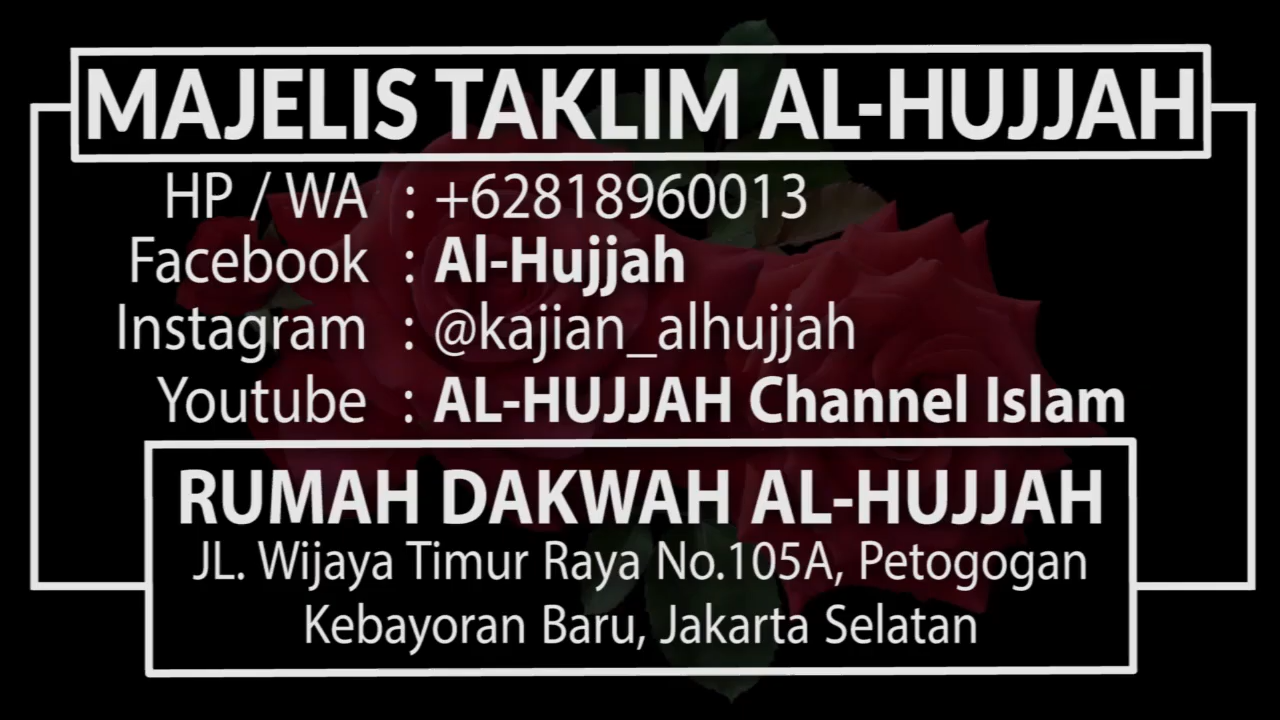 MAJELIS TAKLIM AL-HUJJAH
HP / WA : +62818960013
Facebook : Al-Hujjah
Instagram : @kajian_alhujjah
Youtube : AL-HUJJAH Channel Islam
RUMAH DAKWAH AL-HUJJAH
JL. Wijaya Timur Raya No.105A, Petogogan
Kebayoran Baru, Jakarta Selatan